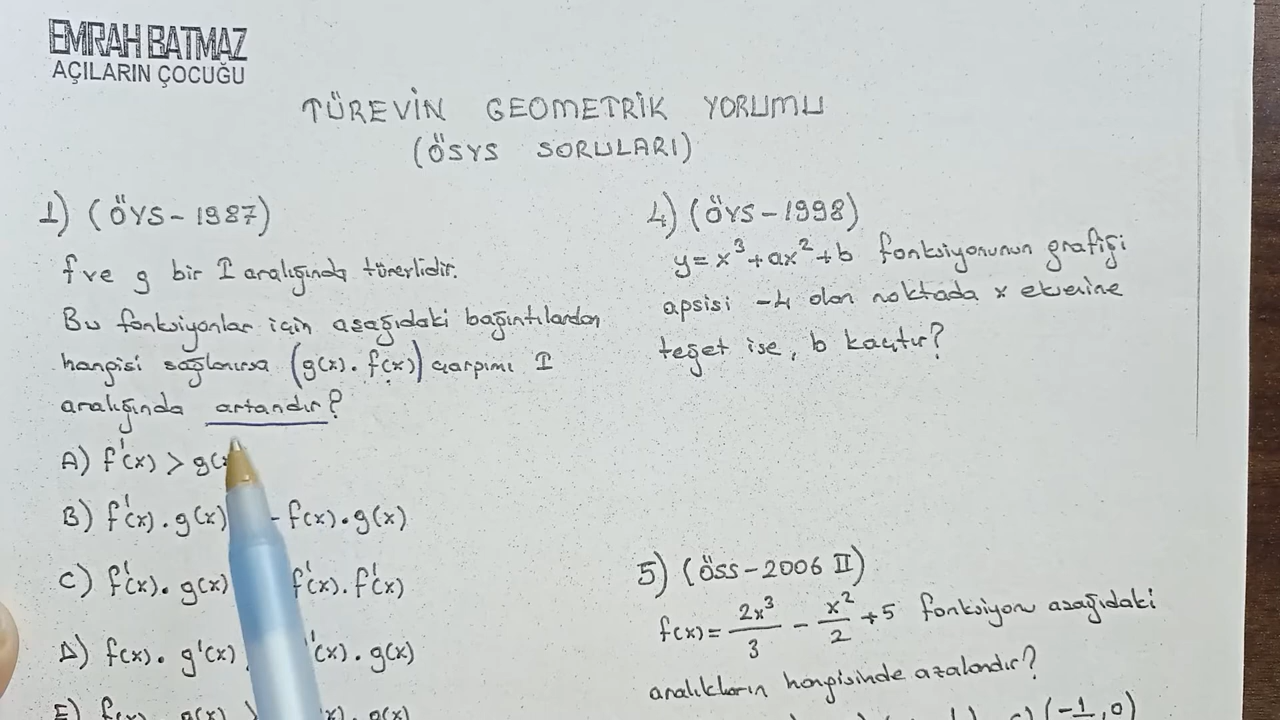 EMRAH BATMAZ
AÇILARIN ÇOCUĞU
TÜREVİN GEOMETRİK YORUMU
(ÖSYS SORULARI)
1) (ÖYS-1987)
f ve g bir I aralığında türevlidir.
Bu fonksiyonlar için aşağıdaki bağıntılardan
hangisi sağlanırsa (g(x).f(x)) çarpımı I
aralığında artandır?
A) f'(x) > g(x
B) f'(x).g(x) - f(x).g(x)
C) f'(x).g(x) f'(x).f'(x)
D) f(x).g'(x) '(x).g(x)
E)
4) (ÖYS-1998)
y=x³+ax²+b fonksiyonunun grafiği
apsisi -4 olan noktada x eksenine
teğet ise, b kaçtır?
5) (ÖSS-2006 II)
f(x)=2x³/3 - x²/2 +5 fonksiyonu aşağıdaki
aralıkların hangisinde azalandır?
(-1, 0)